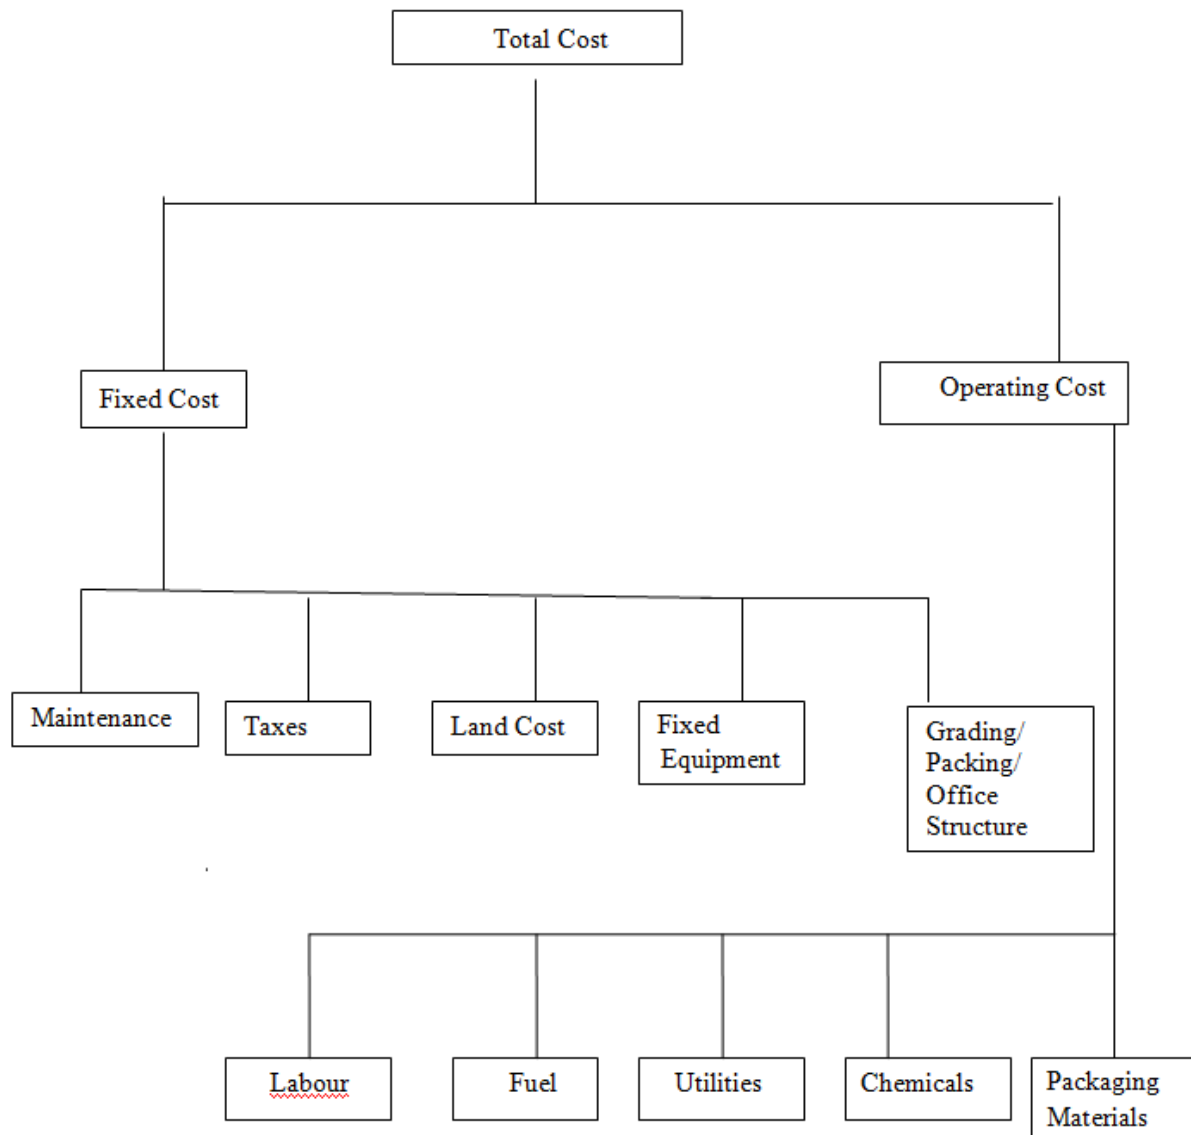 Total Cost
Fixed Cost
Operating Cost
Maintenance
Taxes
Land Cost
Fixed
Equipment
Grading/
Packing/
Office
Structure
Labour
Fuel
Utilities
Chemicals
Packaging
Materials